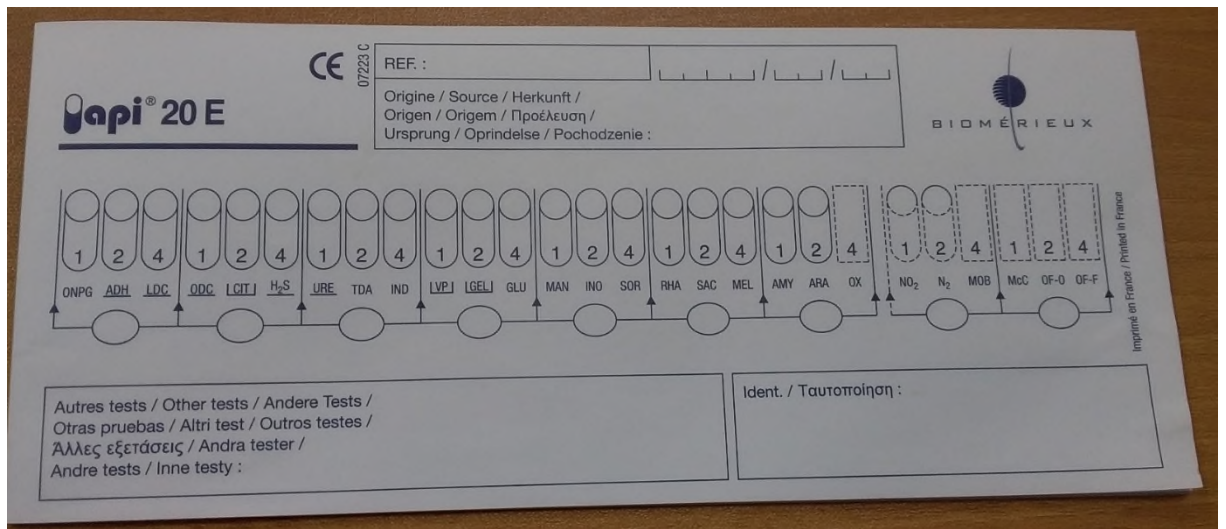 CE
07223 C
REF. :
api® 20 E
Origine / Source / Herkunft /
Origen / Origem / Προέλευση /
Ursprung / Oprindelse / Pochodzenie :
BIOMÉRIEUX
1 2 4 1 2 4 1 2 4 1 2 4 1 2 4 1 2 4 1 2 4 1 2 4 1 2 4
ONPG ADH LDC ODC |CIT| H₂S URE TDA IND |VP| |GEL| GLU MAN INO SOR RHA SAC MEL AMY ARA OX NO₂ N₂ MOB McC OF-O OF-F
Imprimé en France / Printed in France
Autres tests / Other tests / Andere Tests /
Otras pruebas / Altri test / Outros testes /
Άλλες εξετάσεις / Andra tester /
Andre tests / Inne testy :
Ident. / Ταυτοποίηση :